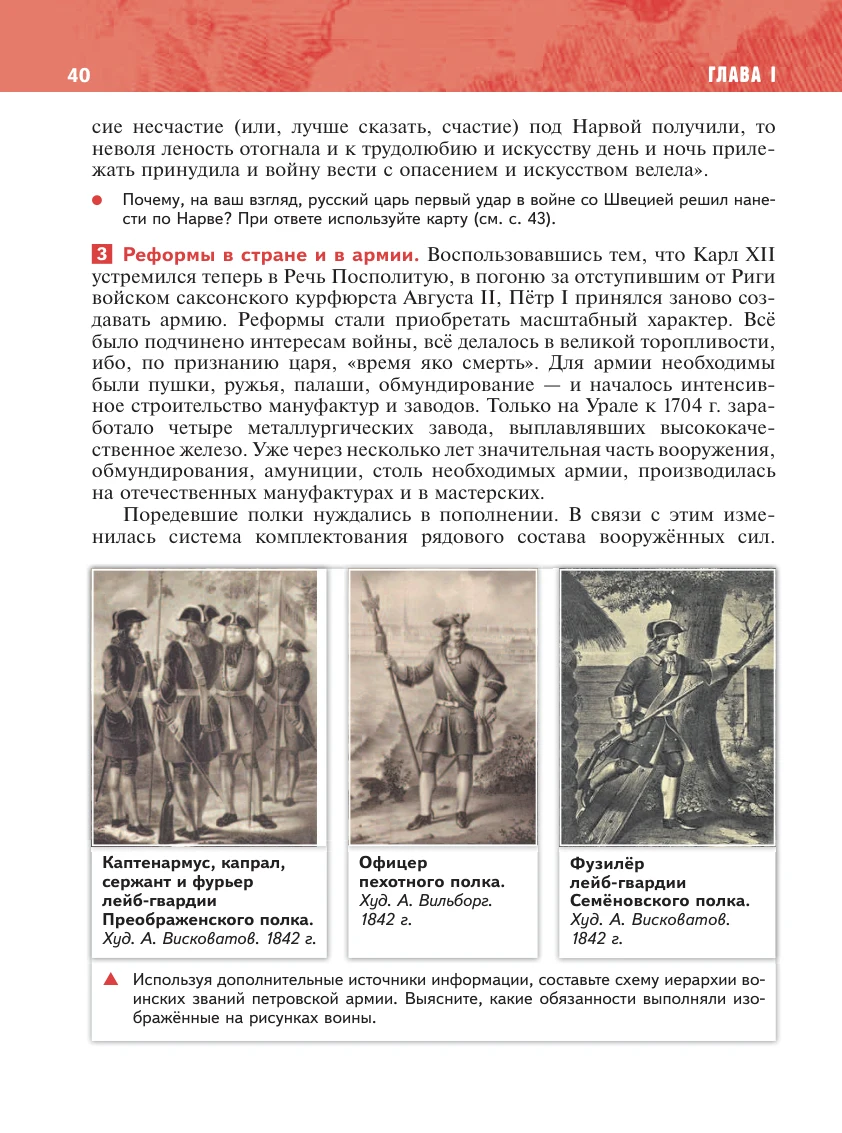 40
ГЛАВА I
сие несчастие (или, лучше сказать, счастие) под Нарвой получили, то
неволя леность отогнала и к трудолюбию и искусству день и ночь приле-
жать принудила и войну вести с опасением и искусством велела».
● Почему, на ваш взгляд, русский царь первый удар в войне со Швецией решил нане-
сти по Нарве? При ответе используйте карту (см. с. 43).
3 Реформы в стране и в армии. Воспользовавшись тем, что Карл XII
устремился теперь в Речь Посполитую, в погоню за отступившим от Риги
войском саксонского курфюрста Августа II, Пётр I принялся заново соз-
давать армию. Реформы стали приобретать масштабный характер. Всё
было подчинено интересам войны, всё делалось в великой торопливости,
ибо, по признанию царя, «время яко смерть». Для армии необходимы
были пушки, ружья, палаши, обмундирование — и началось интенсив-
ное строительство мануфактур и заводов. Только на Урале к 1704 г. зара-
ботало четыре металлургических завода, выплавлявших высококаче-
ственное железо. Уже через несколько лет значительная часть вооружения,
обмундирования, амуниции, столь необходимых армии, производилась
на отечественных мануфактурах и в мастерских.
Поредевшие полки нуждались в пополнении. В связи с этим изме-
нилась система комплектования рядового состава вооружённых сил.
Каптенармус, капрал,
сержант и фурьер
лейб-гвардии
Преображенского полка.
Худ. А. Висковатов. 1842 г.
Офицер
пехотного полка.
Худ. А. Вильборг.
1842 г.
Фузилёр
лейб-гвардии
Семёновского полка.
Худ. А. Висковатов.
1842 г.
▲ Используя дополнительные источники информации, составьте схему иерархии во-
инских званий петровской армии. Выясните, какие обязанности выполняли изо-
бражённые на рисунках воины.